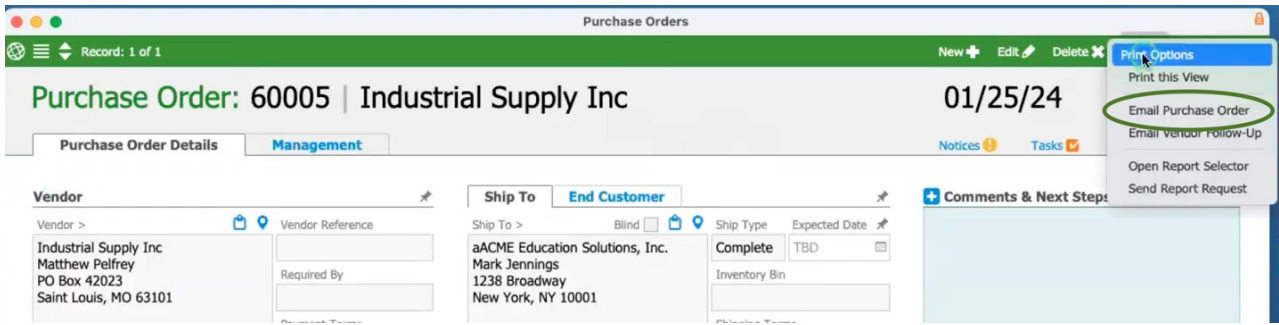 Purchase Orders
Record: 1 of 1
New Edit Delete
Print Options
Print this View
Email Purchase Order
Email Vendor Follow-Up
Open Report Selector
Send Report Request
Purchase Order: 60005 | Industrial Supply Inc 01/25/24
Purchase Order Details Management Notices Tasks
Vendor
Vendor > Vendor Reference
Industrial Supply Inc
Matthew Pelfrey
PO Box 42023
Saint Louis, MO 63101
Required By
Payment Terms
Ship To End Customer
Ship To > Blind Ship Type Expected Date
aACME Education Solutions, Inc. Complete TBD
Mark Jennings
1238 Broadway
New York, NY 10001
Inventory Bin
Shipping Terms
Comments & Next Steps